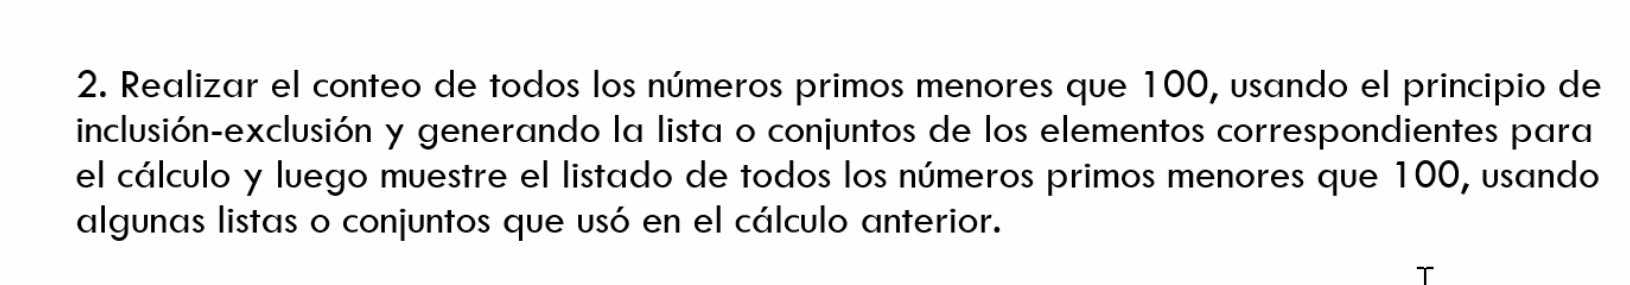 2. Realizar el conteo de todos los números primos menores que 100, usando el principio de
inclusión-exclusión y generando la lista o conjuntos de los elementos correspondientes para
el cálculo y luego muestre el listado de todos los números primos menores que 100, usando
algunas listas o conjuntos que usó en el cálculo anterior.